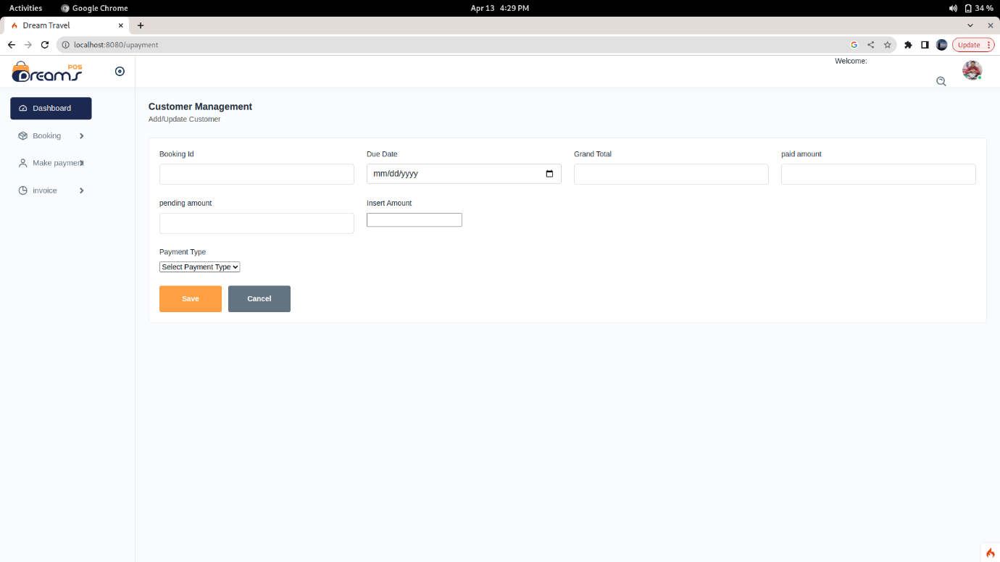 Activities Google Chrome Apr 13 4:29 PM 34 %
Dream Travel
localhost:8080/upayment Update
POS
Dreams
Welcome:
Dashboard
Booking
Make payment
invoice
Customer Management
Add/Update Customer
Booking Id Due Date Grand Total paid amount
mm/dd/yyyy
pending amount Insert Amount
Payment Type
Select Payment Type
Save Cancel